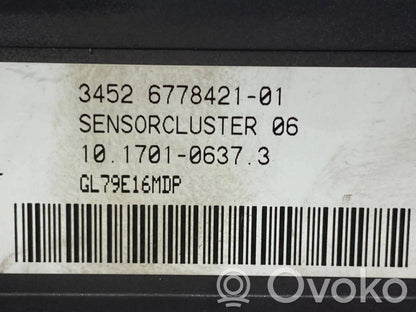 3452 6778421-01
SENSORCLUSTER 06
10.1701-0637.3
GL79E16MDP
Ovoko